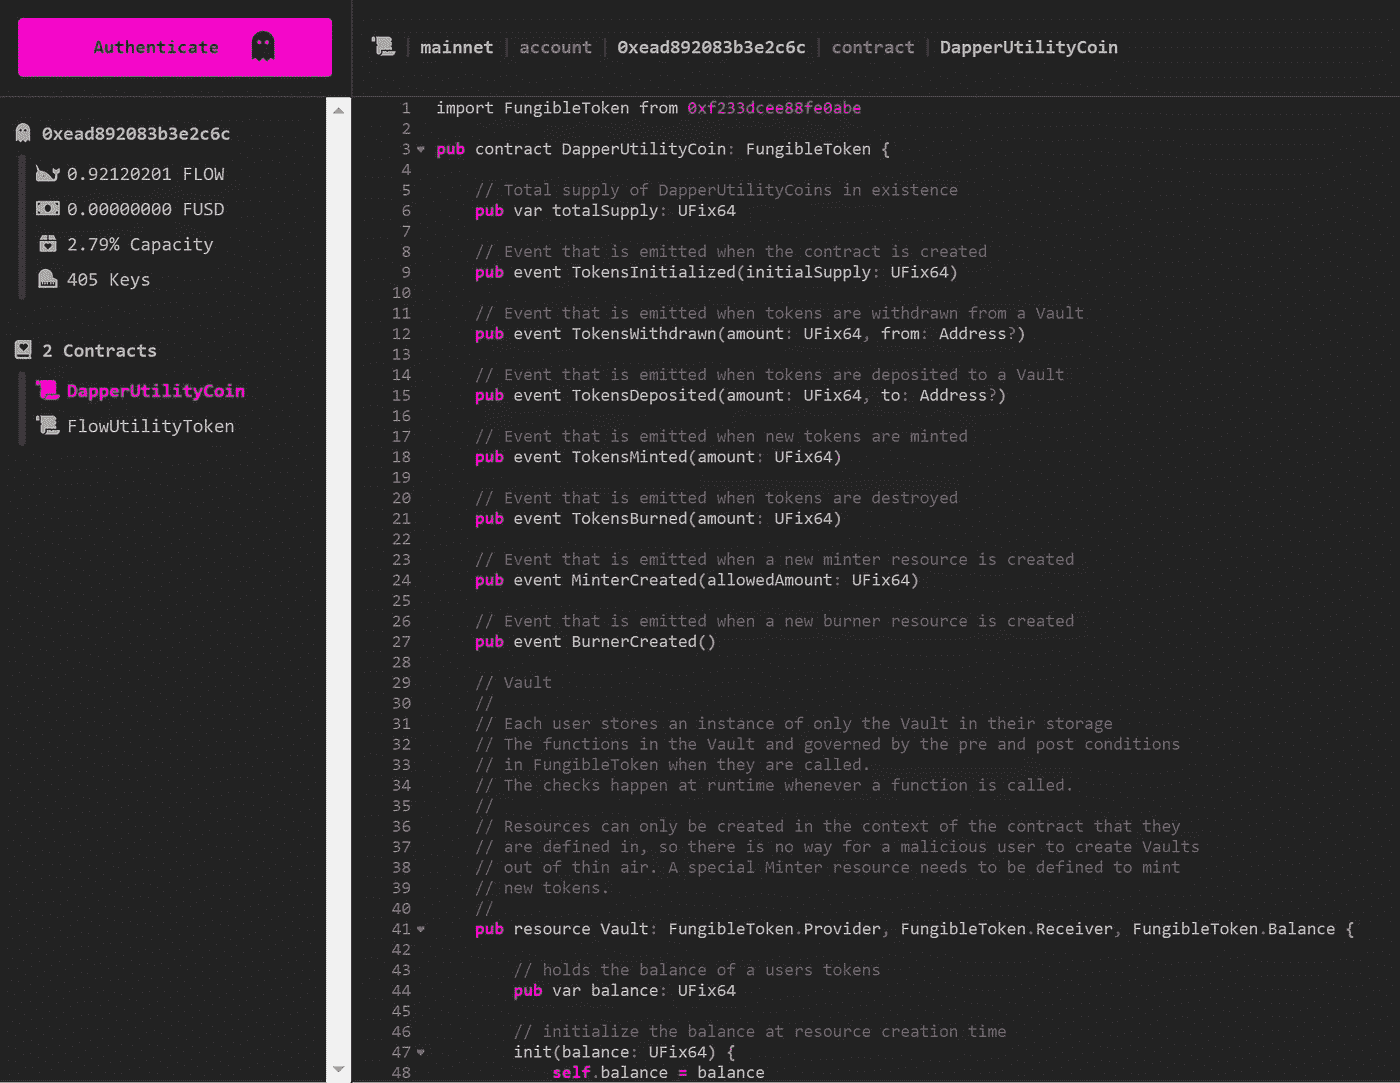 Authenticate
mainnet | account | 0xead892083b3e2c6c | contract | DapperUtilityCoin
0xead892083b3e2c6c
0.92120201 FLOW
0.00000000 FUSD
2.79% Capacity
405 Keys
2 Contracts
DapperUtilityCoin
FlowUtilityToken
1 import FungibleToken from 0xf233dcee88fe0abe
2
3 pub contract DapperUtilityCoin: FungibleToken {
4
5     // Total supply of DapperUtilityCoins in existence
6     pub var totalSupply: UFix64
7
8     // Event that is emitted when the contract is created
9     pub event TokensInitialized(initialSupply: UFix64)
10
11     // Event that is emitted when tokens are withdrawn from a Vault
12     pub event TokensWithdrawn(amount: UFix64, from: Address?)
13
14     // Event that is emitted when tokens are deposited to a Vault
15     pub event TokensDeposited(amount: UFix64, to: Address?)
16
17     // Event that is emitted when new tokens are minted
18     pub event TokensMinted(amount: UFix64)
19
20     // Event that is emitted when tokens are destroyed
21     pub event TokensBurned(amount: UFix64)
22
23     // Event that is emitted when a new minter resource is created
24     pub event MinterCreated(allowedAmount: UFix64)
25
26     // Event that is emitted when a new burner resource is created
27     pub event BurnerCreated()
28
29     // Vault
30     //
31     // Each user stores an instance of only the Vault in their storage
32     // The functions in the Vault and governed by the pre and post conditions
33     // in FungibleToken when they are called.
34     // The checks happen at runtime whenever a function is called.
35     //
36     // Resources can only be created in the context of the contract that they
37     // are defined in, so there is no way for a malicious user to create Vaults
38     // out of thin air. A special Minter resource needs to be defined to mint
39     // new tokens.
40     //
41     pub resource Vault: FungibleToken.Provider, FungibleToken.Receiver, FungibleToken.Balance {
42
43         // holds the balance of a users tokens
44         pub var balance: UFix64
45
46         // initialize the balance at resource creation time
47         init(balance: UFix64) {
48             self.balance = balance